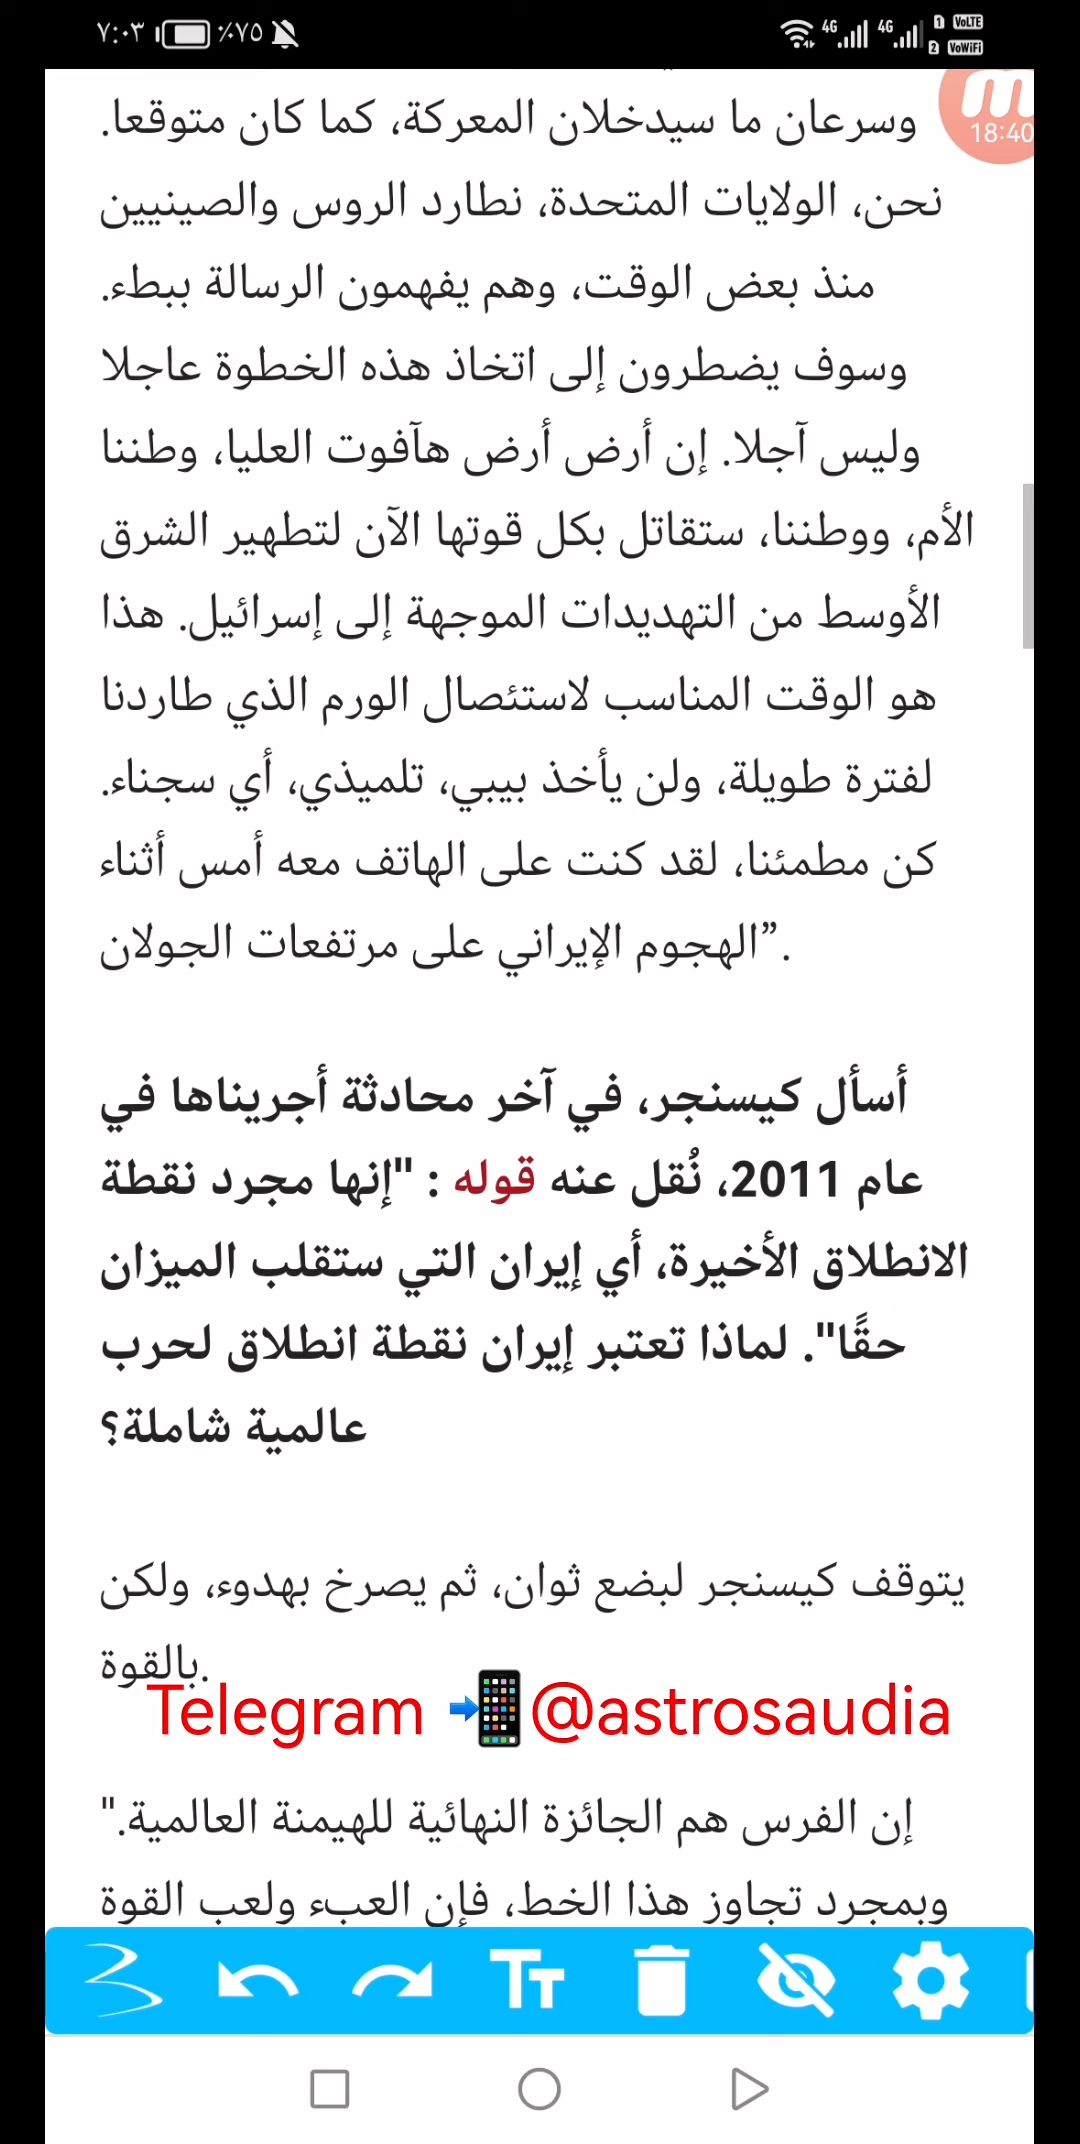 ٧:٠٣ ٪٧٥ 4G 4G 1 VoLTE 2 VoWiFi
18:40
وسرعان ما سيدخلان المعركة، كما كان متوقعا.
نحن، الولايات المتحدة، نطارد الروس والصينيين
منذ بعض الوقت، وهم يفهمون الرسالة ببطء.
وسوف يضطرون إلى اتخاذ هذه الخطوة عاجلا
وليس آجلا. إن أرض أرض هآفوت العليا، وطننا
الأم، ووطننا، ستقاتل بكل قوتها الآن لتطهير الشرق
الأوسط من التهديدات الموجهة إلى إسرائيل. هذا
هو الوقت المناسب لاستئصال الورم الذي طاردنا
لفترة طويلة، ولن يأخذ بيبي، تلميذي، أي سجناء.
كن مطمئنا، لقد كنت على الهاتف معه أمس أثناء
الهجوم الإيراني على مرتفعات الجولان”.
أسأل كيسنجر، في آخر محادثة أجريناها في
عام 2011، نُقل عنه قوله : "إنها مجرد نقطة
الانطلاق الأخيرة، أي إيران التي ستقلب الميزان
حقًا". لماذا تعتبر إيران نقطة انطلاق لحرب
عالمية شاملة؟
يتوقف كيسنجر لبضع ثوان، ثم يصرخ بهدوء، ولكن
بالقوة.
Telegram 📲@astrosaudia
إن الفرس هم الجائزة النهائية للهيمنة العالمية."
وبمجرد تجاوز هذا الخط، فإن العبء ولعب القوة
TT